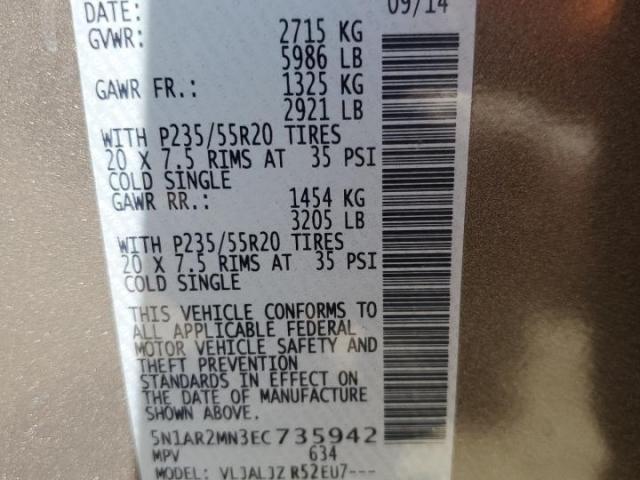 DATE: 09/14
GVWR: 2715 KG
5986 LB
GAWR FR.: 1325 KG
2921 LB
WITH P235/55R20 TIRES
20 X 7.5 RIMS AT 35 PSI
COLD SINGLE
GAWR RR.: 1454 KG
3205 LB
WITH P235/55R20 TIRES
20 X 7.5 RIMS AT 35 PSI
COLD SINGLE
THIS VEHICLE CONFORMS TO
ALL APPLICABLE FEDERAL
MOTOR VEHICLE SAFETY AND
THEFT PREVENTION
STANDARDS IN EFFECT ON
THE DATE OF MANUFACTURE
SHOWN ABOVE.
5N1AR2MN3EC735942
MPV 634
MODEL: VLJALJZ R52EU7---